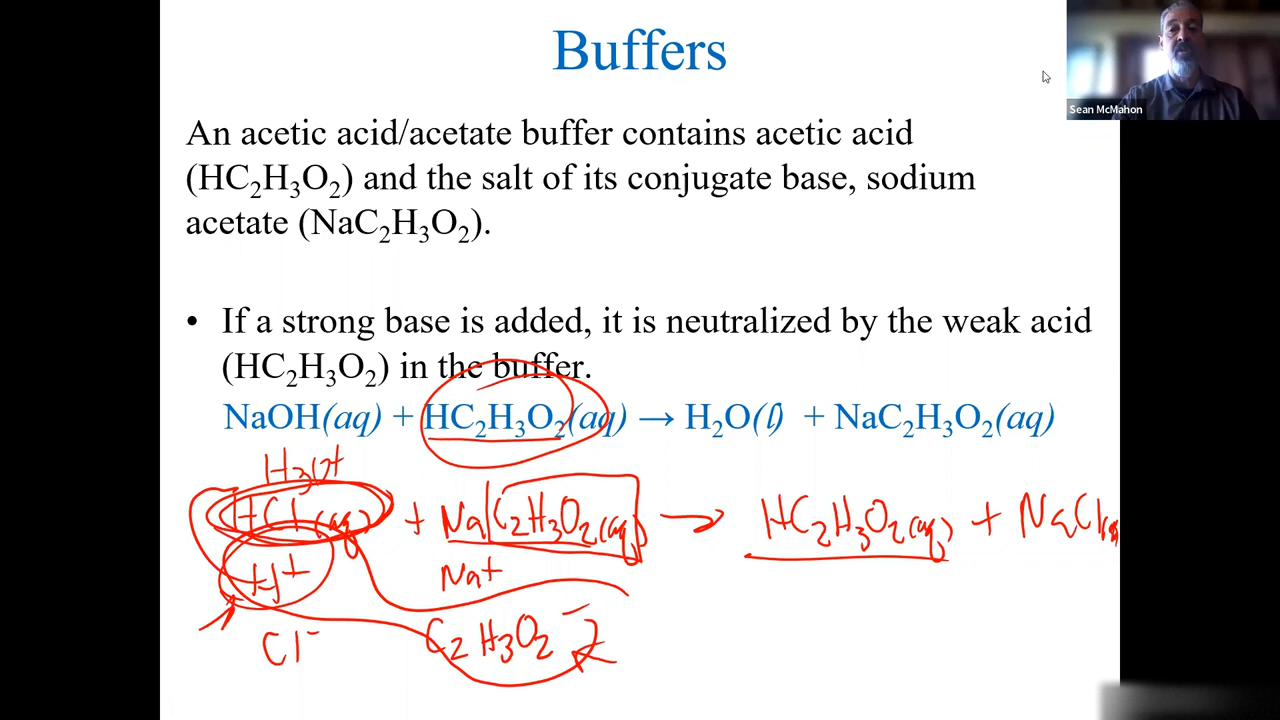 Buffers
Sean McMahon
An acetic acid/acetate buffer contains acetic acid
(HC₂H₃O₂) and the salt of its conjugate base, sodium
acetate (NaC₂H₃O₂).
• If a strong base is added, it is neutralized by the weak acid
(HC₂H₃O₂) in the buffer.
NaOH(aq) + HC₂H₃O₂(aq) → H₂O(l) + NaC₂H₃O₂(aq)
H₃O+
HCl(aq) + NaC₂H₃O₂(aq) → HC₂H₃O₂(aq) + NaCl
H+ Na+
Cl⁻ C₂H₃O₂⁻